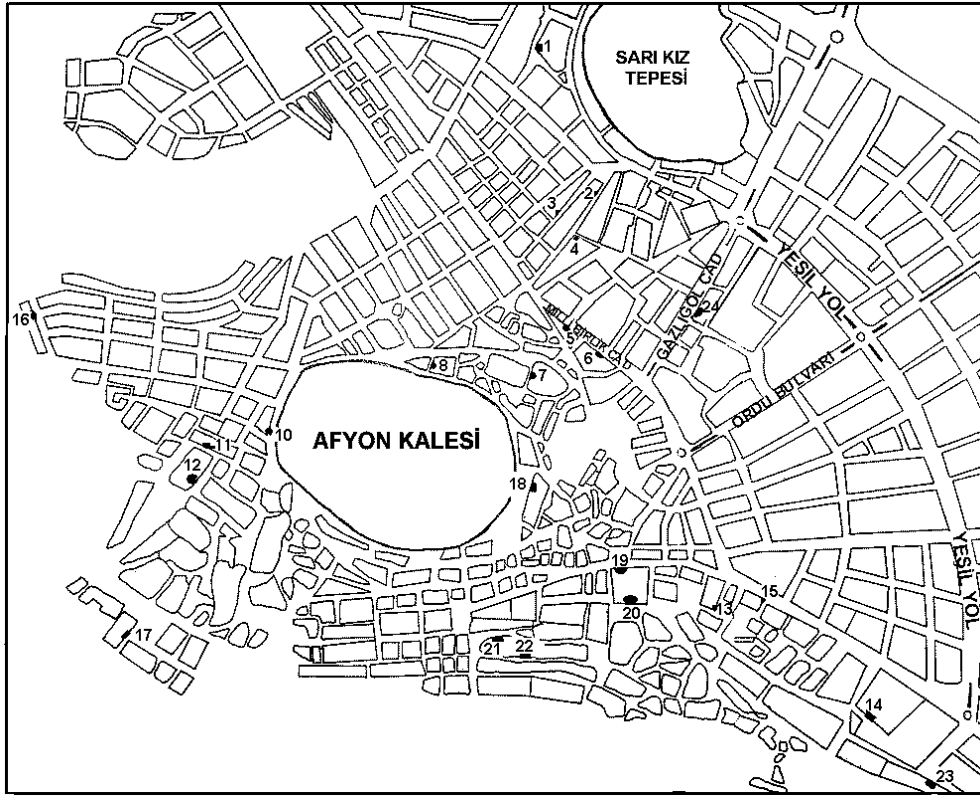 1
SARI KIZ
TEPESİ
2
3
4
YEŞİL YOL
GAZLIGÖL CAD
24
16
MİLLİ BİRLİK CA
5
6
8
7
ORDU BULVARI
10
AFYON KALESİ
11
12
18
YEŞİL YOL
19
15
13
20
17
21
22
14
23